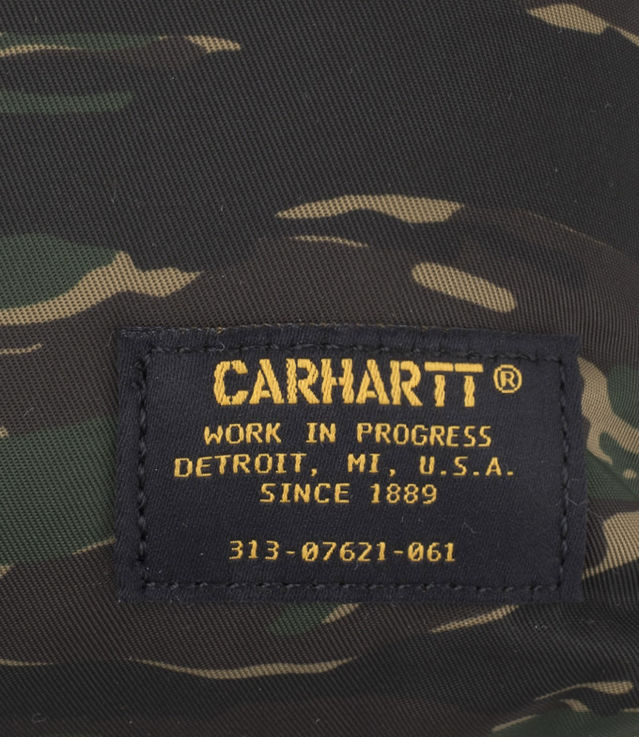 CARHARTT®
WORK IN PROGRESS
DETROIT, MI, U.S.A.
SINCE 1889
313-07621-061